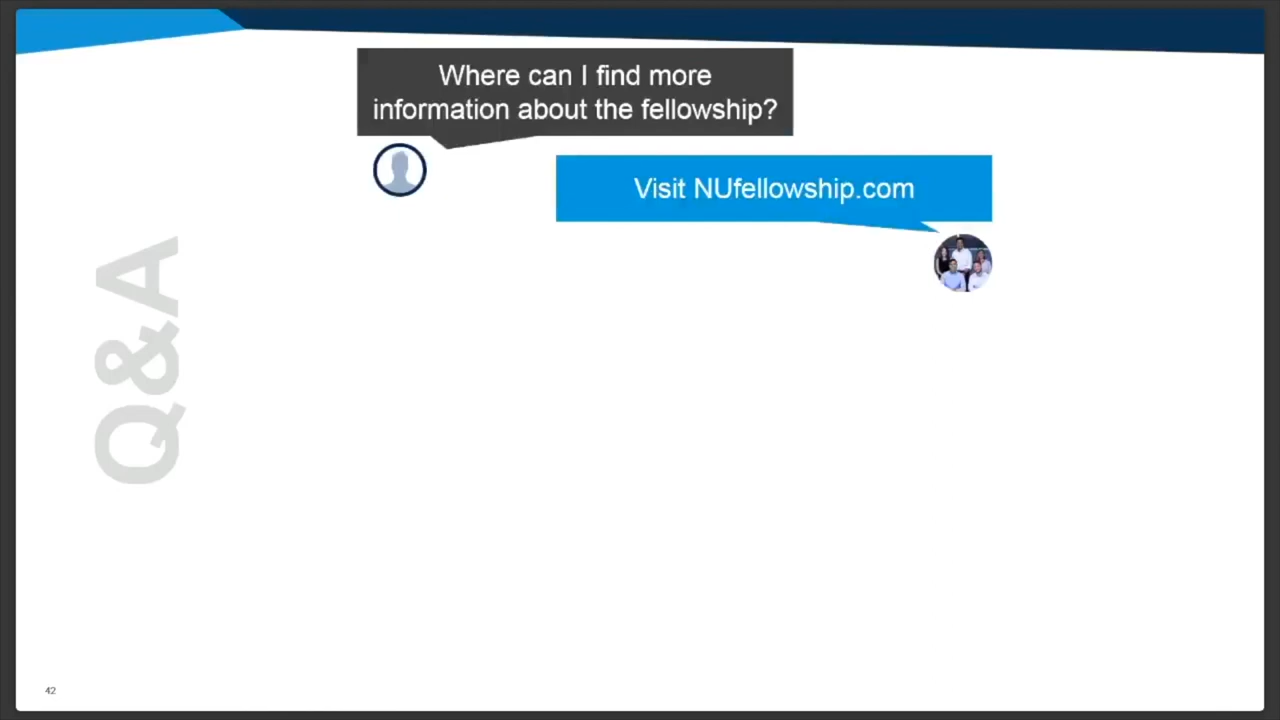 Where can I find more
information about the fellowship?
Visit NUfellowship.com
Q&A
42